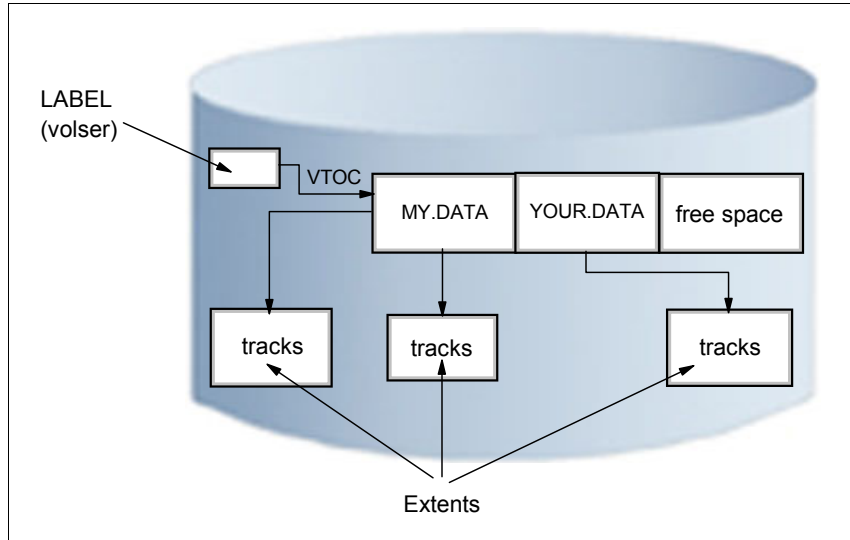 LABEL
(volser)
VTOC
MY.DATA
YOUR.DATA
free space
tracks
tracks
tracks
Extents